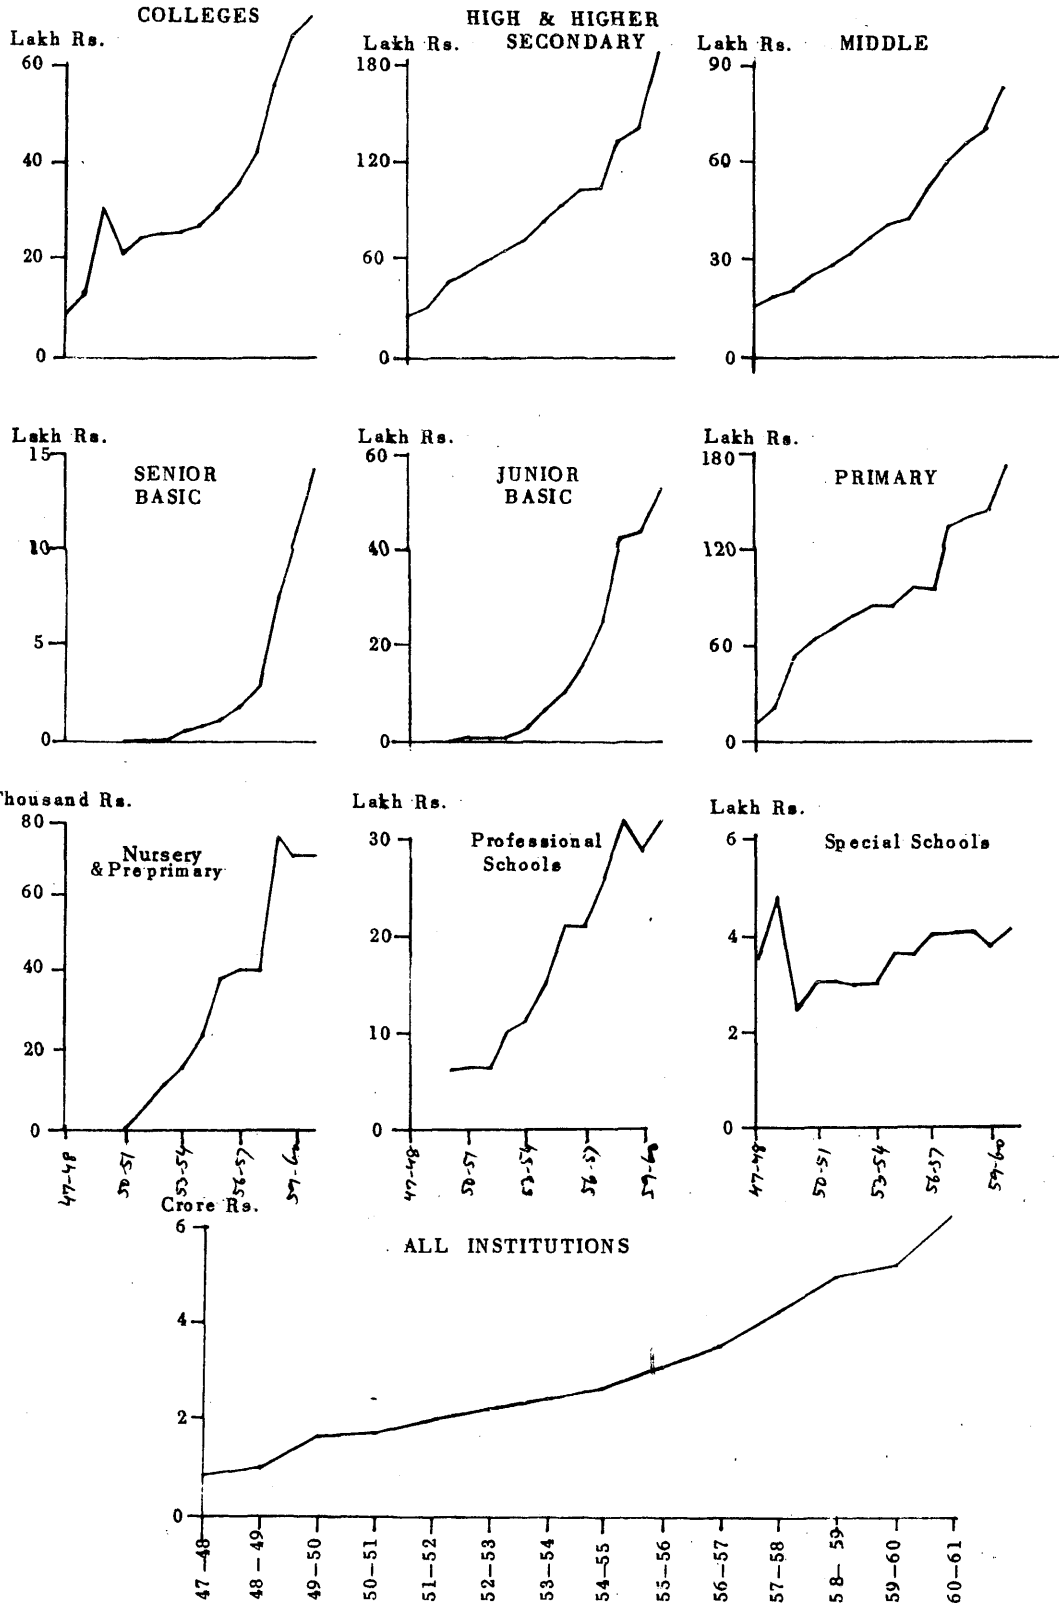 COLLEGES
Lakh Rs.
60
40
20
0
HIGH & HIGHER
SECONDARY
Lakh Rs.
180
120
60
0
MIDDLE
Lakh Rs.
90
60
30
0
Lakh Rs.
SENIOR
BASIC
15
10
5
0
Lakh Rs.
JUNIOR
BASIC
60
40
20
0
Lakh Rs.
PRIMARY
180
120
60
0
Thousand Rs.
Nursery
& Pre primary
80
60
40
20
0
47-48
50-51
53-54
56-57
59-60
Lakh Rs.
Professional
Schools
30
20
10
0
47-48
50-51
53-54
56-57
59-60
Lakh Rs.
Special Schools
6
4
2
0
47-48
50-51
53-54
56-57
59-60
Crore Rs.
ALL INSTITUTIONS
6
4
2
0
47-48
48-49
49-50
50-51
51-52
52-53
53-54
54-55
55-56
56-57
57-58
58-59
59-60
60-61